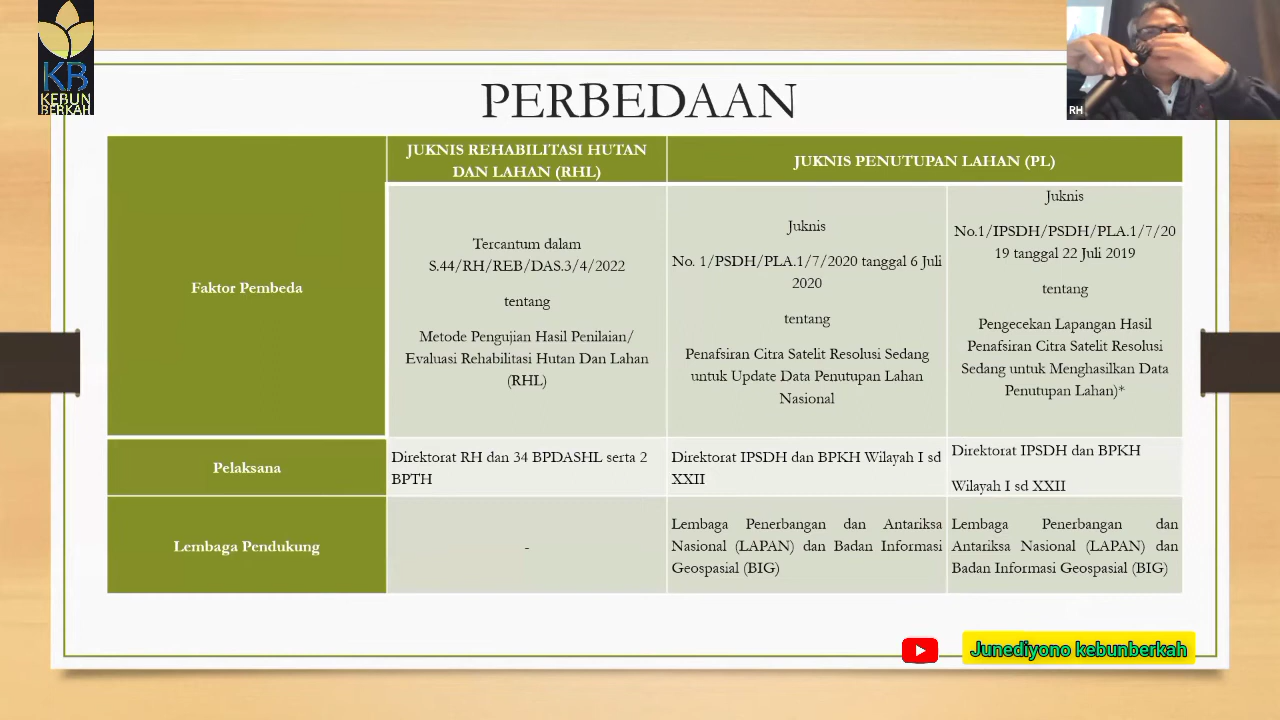 KB
KEBUN
BERKAH
RH
PERBEDAAN
Faktor Pembeda
JUKNIS REHABILITASI HUTAN
DAN LAHAN (RHL)
JUKNIS PENUTUPAN LAHAN (PL)
Tercantum dalam
S.44/RH/REB/DAS.3/4/2022
tentang
Metode Pengujian Hasil Penilaian/
Evaluasi Rehabilitasi Hutan Dan Lahan
(RHL)
Juknis
No. 1/PSDH/PLA.1/7/2020 tanggal 6 Juli
2020
tentang
Penafsiran Citra Satelit Resolusi Sedang
untuk Update Data Penutupan Lahan
Nasional
Juknis
No.1/IPSDH/PSDH/PLA.1/7/20
19 tanggal 22 Juli 2019
tentang
Pengecekan Lapangan Hasil
Penafsiran Citra Satelit Resolusi
Sedang untuk Menghasilkan Data
Penutupan Lahan)*
Pelaksana
Direktorat RH dan 34 BPDASHL serta 2
BPTH
Direktorat IPSDH dan BPKH Wilayah I sd
XXII
Direktorat IPSDH dan BPKH
Wilayah I sd XXII
Lembaga Pendukung
-
Lembaga Penerbangan dan Antariksa
Nasional (LAPAN) dan Badan Informasi
Geospasial (BIG)
Lembaga Penerbangan dan
Antariksa Nasional (LAPAN) dan
Badan Informasi Geospasial (BIG)
Junediyono kebunberkah